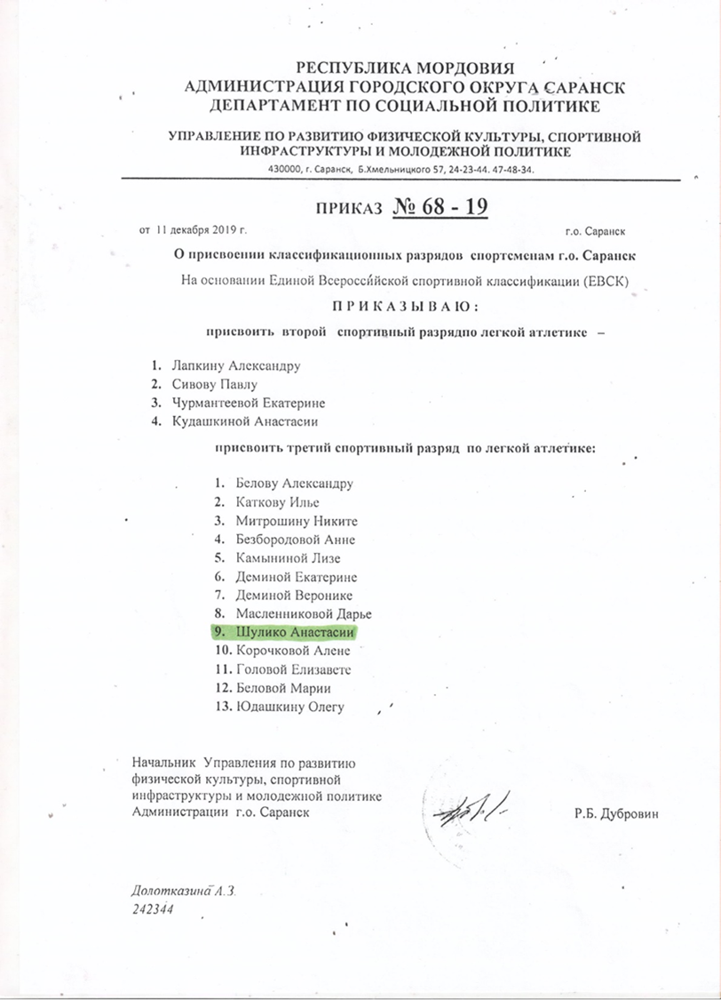 РЕСПУБЛИКА МОРДОВИЯ
АДМИНИСТРАЦИЯ ГОРОДСКОГО ОКРУГА САРАНСК
ДЕПАРТАМЕНТ ПО СОЦИАЛЬНОЙ ПОЛИТИКЕ
УПРАВЛЕНИЕ ПО РАЗВИТИЮ ФИЗИЧЕСКОЙ КУЛЬТУРЫ, СПОРТИВНОЙ
ИНФРАСТРУКТУРЫ И МОЛОДЕЖНОЙ ПОЛИТИКЕ
430000, г. Саранск, Б.Хмельницкого 57, 24-23-44. 47-48-34.
ПРИКАЗ № 68 - 19
от 11 декабря 2019 г. г.о. Саранск
О присвоении классификационных разрядов спортсменам г.о. Саранск
На основании Единой Всероссийской спортивной классификации (ЕВСК)
П Р И К А З Ы В А Ю :
присвоить второй спортивный разрядпо легкой атлетике –
1. Лапкину Александру
2. Сивову Павлу
3. Чурмантеевой Екатерине
4. Кудашкиной Анастасии
присвоить третий спортивный разряд по легкой атлетике:
1. Белову Александру
2. Каткову Илье
3. Митрошину Никите
4. Безбородовой Анне
5. Камыниной Лизе
6. Деминой Екатерине
7. Деминой Веронике
8. Масленниковой Дарье
9. Шулико Анастасии
10. Корочковой Алене
11. Головой Елизавете
12. Беловой Марии
13. Юдашкину Олегу
Начальник Управления по развитию
физической культуры, спортивной
инфраструктуры и молодежной политике
Администрации г.о. Саранск Р.Б. Дубровин
Долотказина А.З.
242344